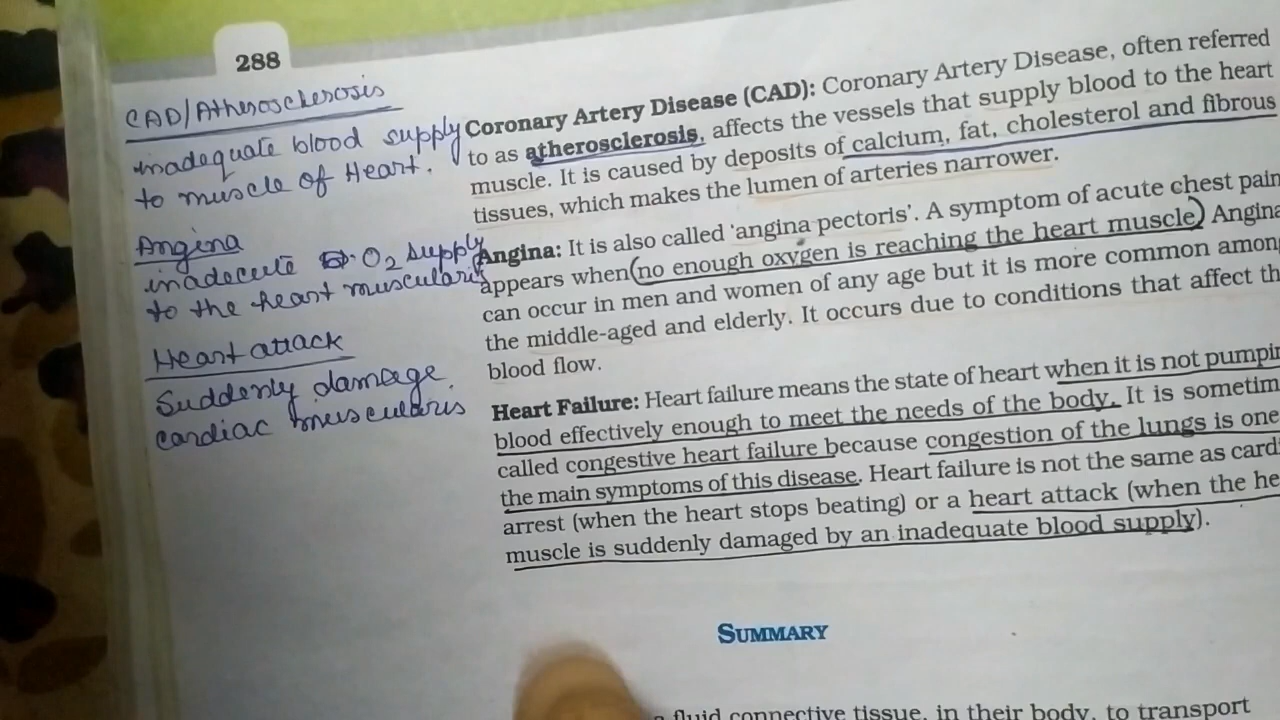 288
CAD/Atherosclerosis
inadequate blood supply
to muscle of Heart.
Angina
inadecute O2 supply
to the heart muscularis
Heart attack
Suddenly damage.
cardiac muscularis
Coronary Artery Disease (CAD): Coronary Artery Disease, often referred
to as atherosclerosis, affects the vessels that supply blood to the heart
muscle. It is caused by deposits of calcium, fat, cholesterol and fibrous
tissues, which makes the lumen of arteries narrower.
Angina: It is also called 'angina pectoris'. A symptom of acute chest pain
appears when (no enough oxygen is reaching the heart muscle) Angina
can occur in men and women of any age but it is more common among
the middle-aged and elderly. It occurs due to conditions that affect th
blood flow.
Heart Failure: Heart failure means the state of heart when it is not pumpin
blood effectively enough to meet the needs of the body. It is sometim
called congestive heart failure because congestion of the lungs is one
the main symptoms of this disease. Heart failure is not the same as cardi
arrest (when the heart stops beating) or a heart attack (when the he
muscle is suddenly damaged by an inadequate blood supply).
SUMMARY
fluid connective tissue, in their body, to transport